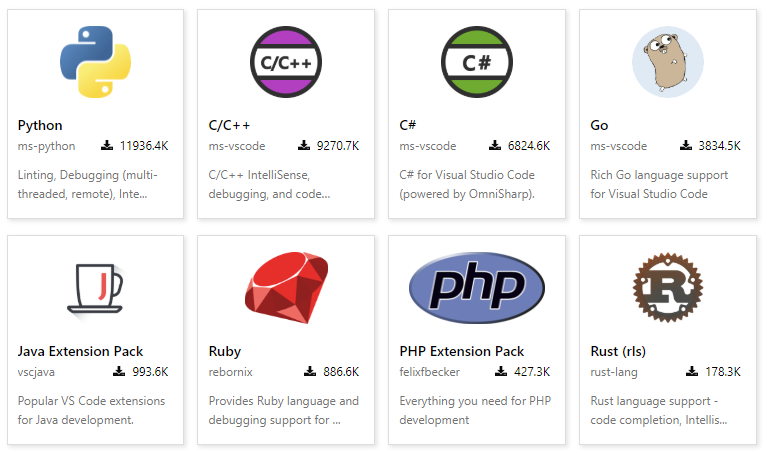 C/C++
C#
Python
ms-python 11936.4K
Linting, Debugging (multi-
threaded, remote), Inte...
C/C++
ms-vscode 9270.7K
C/C++ IntelliSense,
debugging, and code...
C#
ms-vscode 6824.6K
C# for Visual Studio Code
(powered by OmniSharp).
Go
ms-vscode 3834.5K
Rich Go language support
for Visual Studio Code
J
php
R
Java Extension Pack
vscjava 993.6K
Popular VS Code extensions
for Java development.
Ruby
rebornix 886.6K
Provides Ruby language and
debugging support for ...
PHP Extension Pack
felixfbecker 427.3K
Everything you need for PHP
development
Rust (rls)
rust-lang 178.3K
Rust language support -
code completion, Intellis...